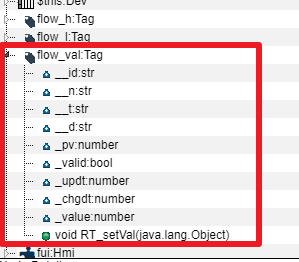 $this:Dev
flow_h:Tag
flow_l:Tag
flow_val:Tag
__id:str
__n:str
__t:str
__d:str
_pv:number
_valid:bool
_updt:number
_chgdt:number
_value:number
void RT_setVal(java.lang.Object)
fui:Hmi